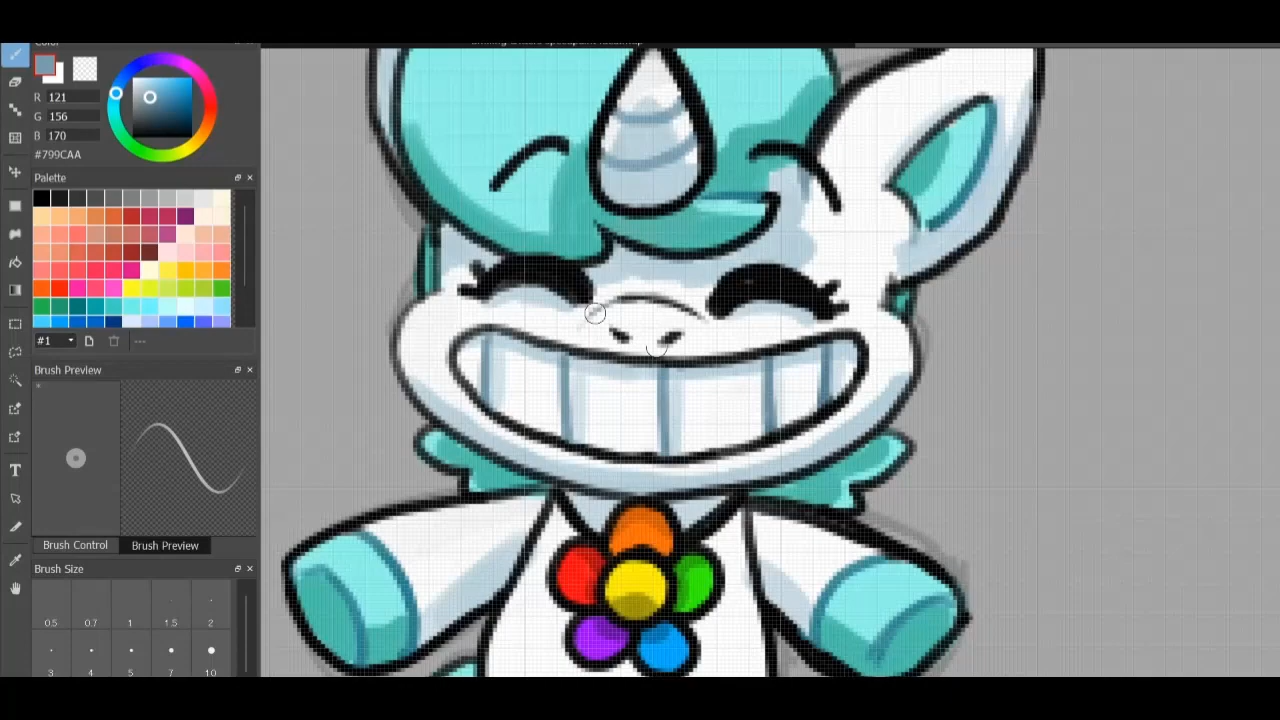 Color
R 121
G 156
B 170
#799CAA
Palette
#1
Brush Preview
Brush Control
Brush Preview
Brush Size
0.5 0.7 1 1.5 2
3 4 5 7 10